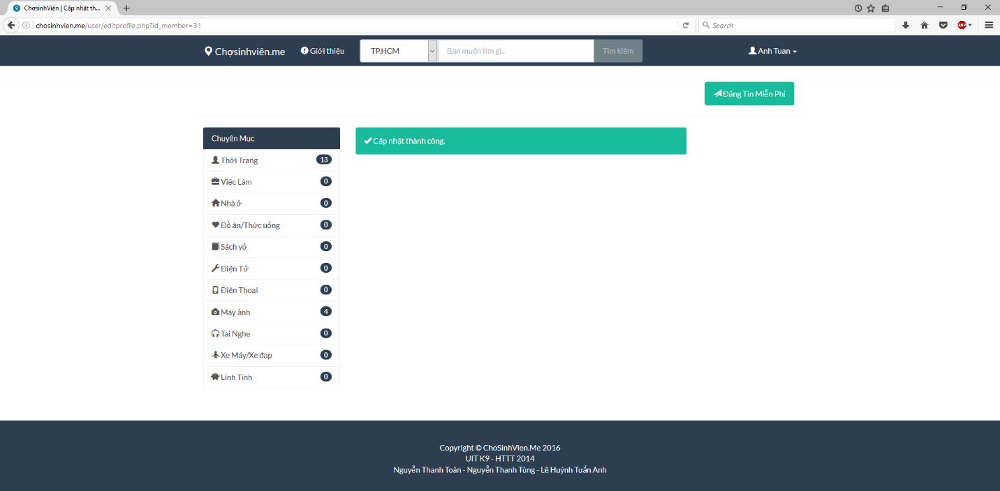 ChợsinhViên | Cập nhật th...
chosinhvien.me/user/editprofile.php?id_member=31
Search
ABP
Chợsinhviên.me
Giới thiệu
TP.HCM
Bạn muốn tìm gì..
Tìm kiếm
Anh Tuan
Đăng Tin Miễn Phí
Chuyên Mục
Cập nhật thành công.
Thời Trang 13
Việc Làm 0
Nhà ở 0
Đồ ăn/Thức uống 0
Sách vở 0
Điện Tử 0
Điện Thoại 0
Máy ảnh 4
Tai Nghe 0
Xe Máy/Xe đạp 0
Linh Tinh 0
Copyright © ChoSinhVien.Me 2016
UIT K9 - HTTT 2014
Nguyễn Thanh Toàn - Nguyễn Thanh Tùng - Lê Huỳnh Tuấn Anh